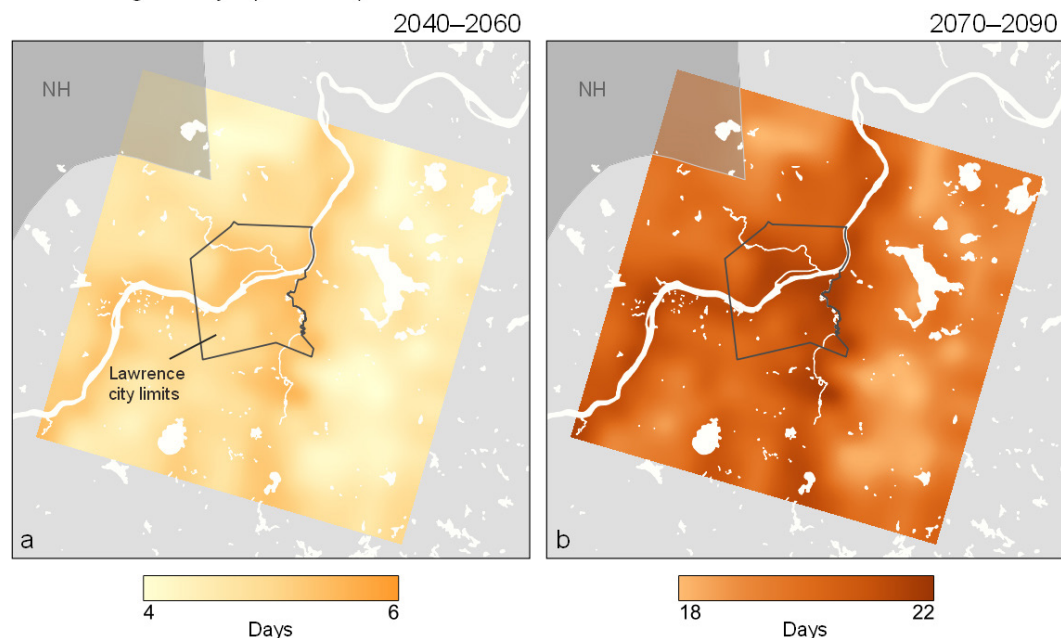 2040–2060
2070–2090
NH
NH
Lawrence
city limits
a
b
4
6
Days
18
22
Days